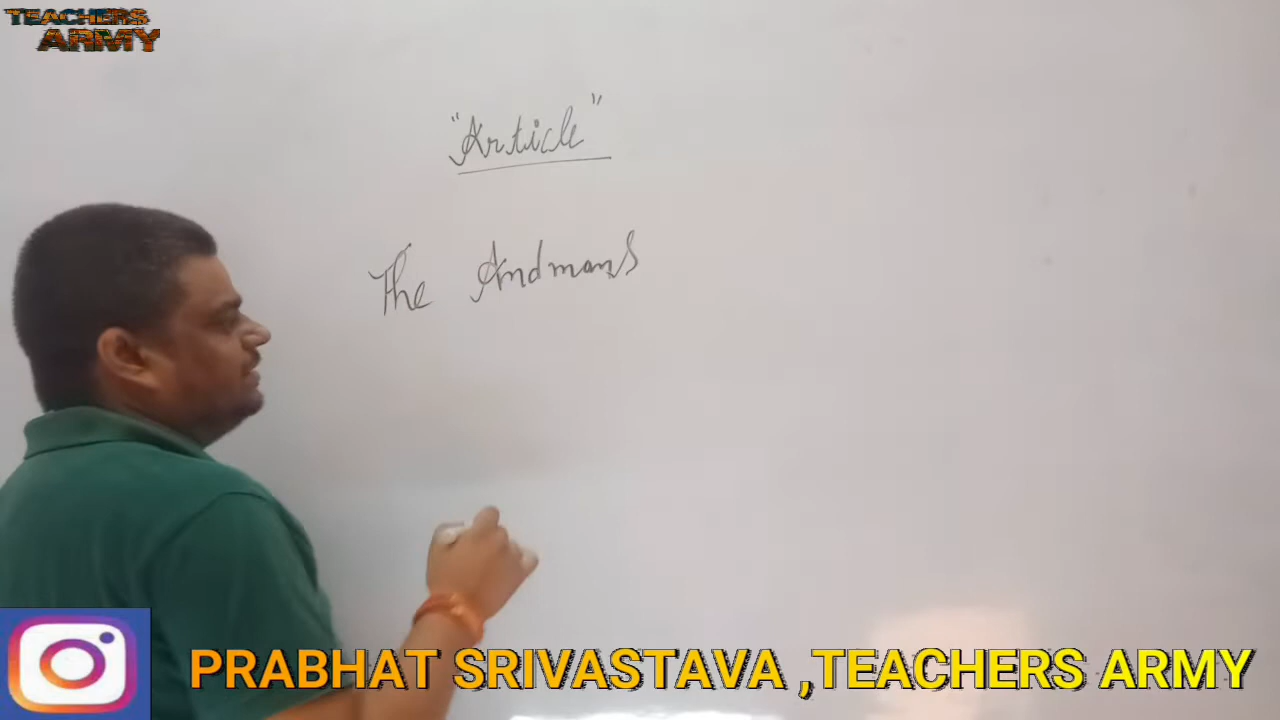 TEACHERS
ARMY
"Article"
The Andmans
PRABHAT SRIVASTAVA ,TEACHERS ARMY